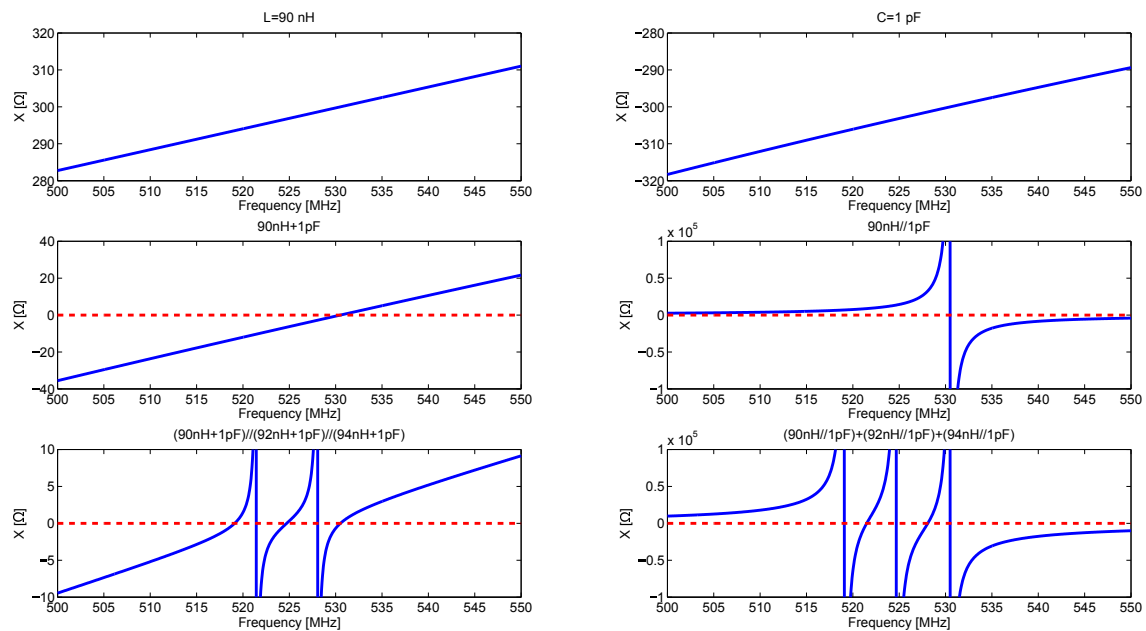 L=90 nH
X [Ω]
320
310
300
290
280
500 505 510 515 520 525 530 535 540 545 550
Frequency [MHz]
C=1 pF
X [Ω]
−280
−290
−300
−310
−320
500 505 510 515 520 525 530 535 540 545 550
Frequency [MHz]
90nH+1pF
X [Ω]
40
20
0
−20
−40
500 505 510 515 520 525 530 535 540 545 550
Frequency [MHz]
90nH//1pF
x 10^5
X [Ω]
1
0.5
0
−0.5
−1
500 505 510 515 520 525 530 535 540 545 550
Frequency [MHz]
(90nH+1pF)//(92nH+1pF)//(94nH+1pF)
X [Ω]
10
5
0
−5
−10
500 505 510 515 520 525 530 535 540 545 550
Frequency [MHz]
(90nH//1pF)+(92nH//1pF)+(94nH//1pF)
x 10^5
X [Ω]
1
0.5
0
−0.5
−1
500 505 510 515 520 525 530 535 540 545 550
Frequency [MHz]